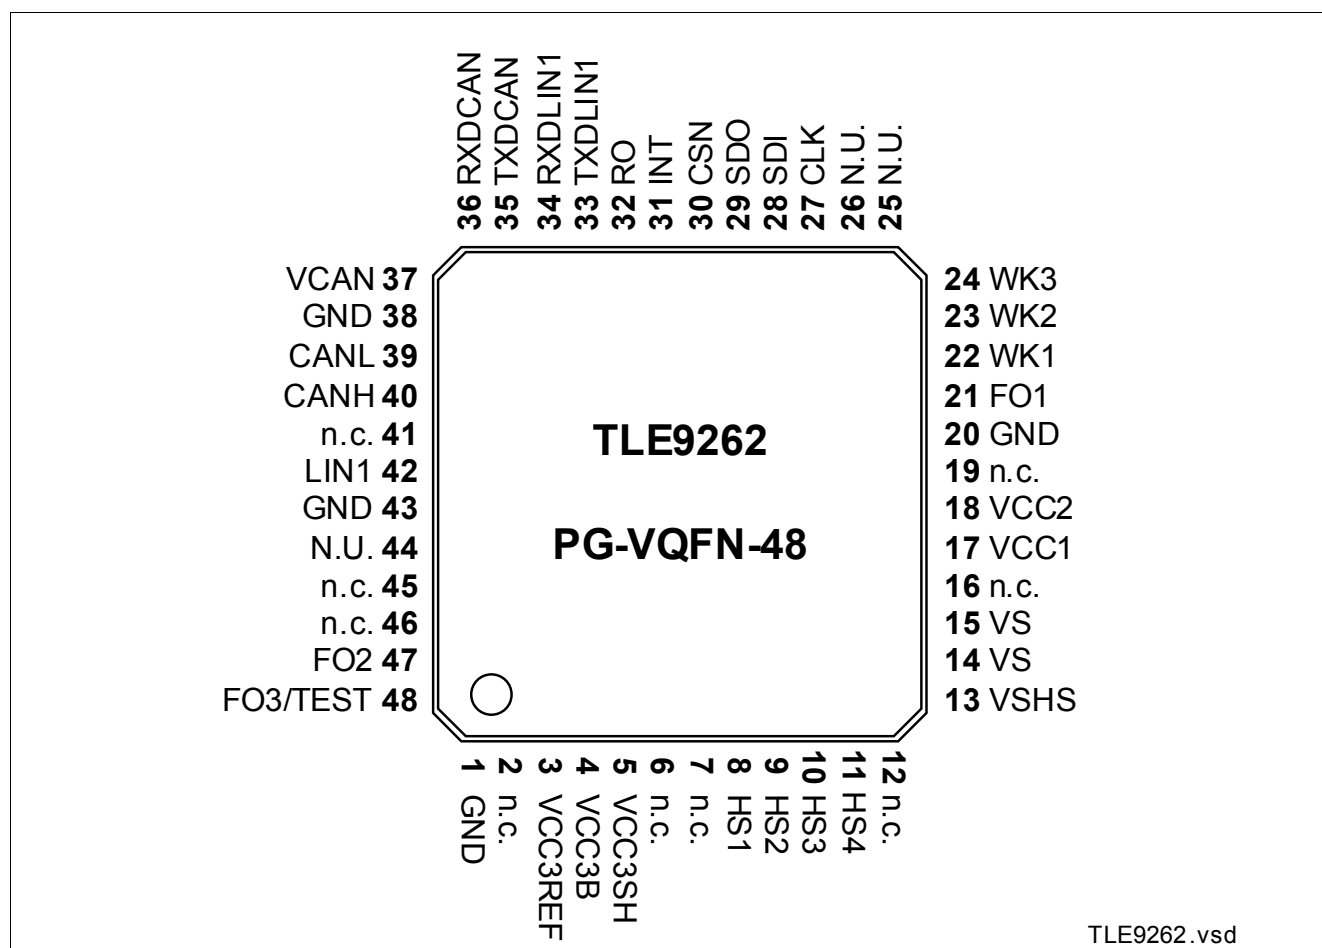 36 RXDCAN
35 TXDCAN
34 RXDLIN1
33 TXDLIN1
32 RO
31 INT
30 CSN
29 SDO
28 SDI
27 CLK
26 N.U.
25 N.U.
VCAN 37
GND 38
CANL 39
CANH 40
n.c. 41
LIN1 42
GND 43
N.U. 44
n.c. 45
n.c. 46
FO2 47
FO3/TEST 48
TLE9262
PG-VQFN-48
24 WK3
23 WK2
22 WK1
21 FO1
20 GND
19 n.c.
18 VCC2
17 VCC1
16 n.c.
15 VS
14 VS
13 VSHS
1 GND
2 n.c.
3 VCC3REF
4 VCC3B
5 VCC3SH
6 n.c.
7 n.c.
8 HS1
9 HS2
10 HS3
11 HS4
12 n.c.
TLE9262.vsd